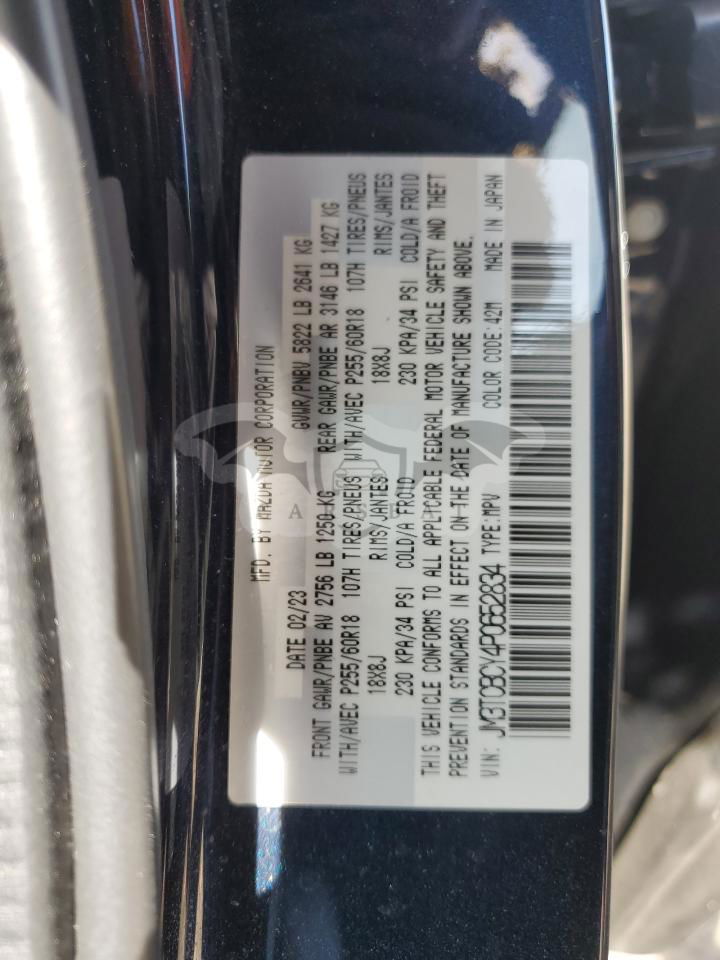 MFD. BY MAZDA MOTOR CORPORATION
DATE 02/23 GVWR/PNBV 5822 LB 2641 KG
FRONT GAWR/PNBE AV 2756 LB 1250 KG REAR GAWR/PNBE AR 3146 LB 1427 KG
WITH/AVEC P255/60R18 107H TIRES/PNEUS WITH/AVEC P255/60R18 107H TIRES/PNEUS
18X8J RIMS/JANTES 18X8J RIMS/JANTES
230 KPA/34 PSI COLD/A FROID 230 KPA/34 PSI COLD/A FROID
THIS VEHICLE CONFORMS TO ALL APPLICABLE FEDERAL MOTOR VEHICLE SAFETY AND THEFT
PREVENTION STANDARDS IN EFFECT ON THE DATE OF MANUFACTURE SHOWN ABOVE.
VIN: JM3TCBCY4P0652834 TYPE:MPV COLOR CODE:42M MADE IN JAPAN